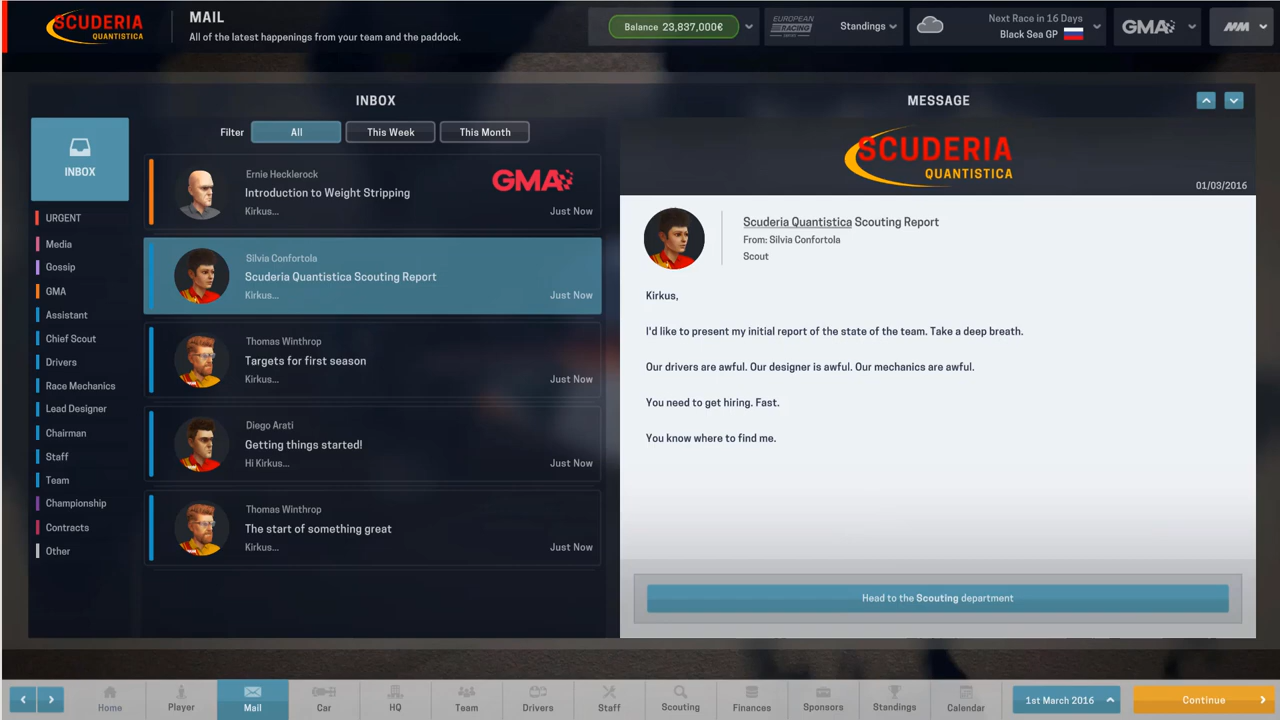 SCUDERIA
QUANTISTICA
MAIL
All of the latest happenings from your team and the paddock.
Balance 23,837,000€
EUROPEAN
RACING
SERIES
Standings
Next Race in 16 Days
Black Sea GP
GMA
INBOX
MESSAGE
INBOX
Filter
All
This Week
This Month
URGENT
Media
Gossip
GMA
Assistant
Chief Scout
Drivers
Race Mechanics
Lead Designer
Chairman
Staff
Team
Championship
Contracts
Other
Ernie Hecklerock
Introduction to Weight Stripping
Kirkus...
GMA
Just Now
Silvia Confortola
Scuderia Quantistica Scouting Report
Kirkus...
Just Now
Thomas Winthrop
Targets for first season
Kirkus...
Just Now
Diego Arati
Getting things started!
Hi Kirkus...
Just Now
Thomas Winthrop
The start of something great
Kirkus...
Just Now
SCUDERIA
QUANTISTICA
01/03/2016
Scuderia Quantistica Scouting Report
From: Silvia Confortola
Scout
Kirkus,
I'd like to present my initial report of the state of the team. Take a deep breath.
Our drivers are awful. Our designer is awful. Our mechanics are awful.
You need to get hiring. Fast.
You know where to find me.
Head to the Scouting department
Home
Player
Mail
Car
HQ
Team
Drivers
Staff
Scouting
Finances
Sponsors
Standings
Calendar
1st March 2016
Continue